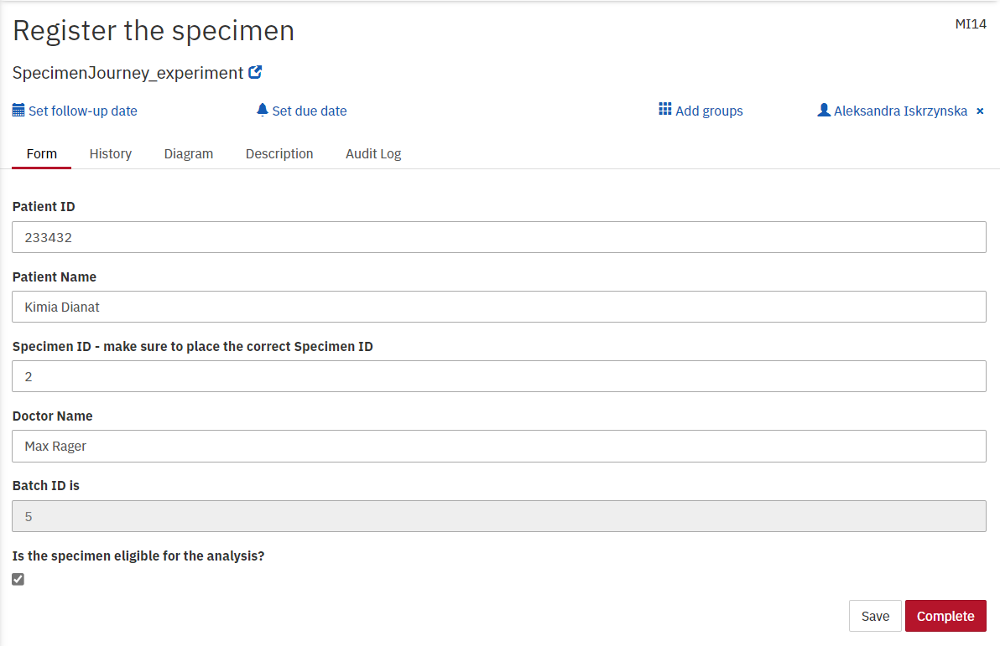 Register the specimen
MI14
SpecimenJourney_experiment
Set follow-up date
Set due date
Add groups
Aleksandra Iskrzynska ×
Form
History
Diagram
Description
Audit Log
Patient ID
233432
Patient Name
Kimia Dianat
Specimen ID - make sure to place the correct Specimen ID
2
Doctor Name
Max Rager
Batch ID is
5
Is the specimen eligible for the analysis?
Save
Complete